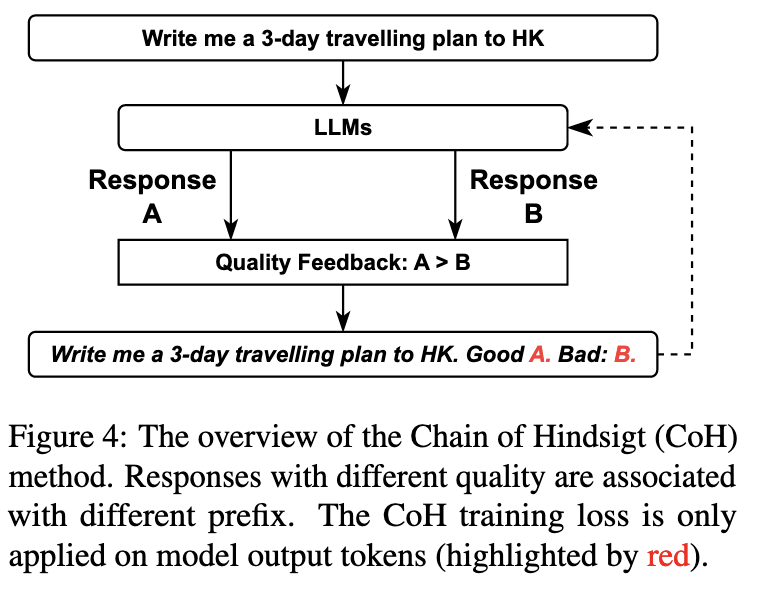 Write me a 3-day travelling plan to HK
LLMs
Response
A
Response
B
Quality Feedback: A > B
Write me a 3-day travelling plan to HK. Good A. Bad: B.
Figure 4: The overview of the Chain of Hindsigt (CoH)
method. Responses with different quality are associated
with different prefix. The CoH training loss is only
applied on model output tokens (highlighted by red).